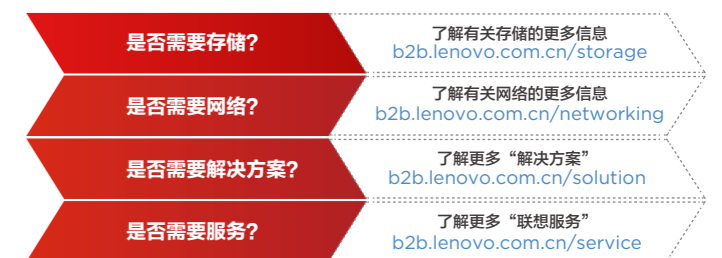 是否需要存储?
了解有关存储的更多信息
b2b.lenovo.com.cn/storage
是否需要网络?
了解有关网络的更多信息
b2b.lenovo.com.cn/networking
是否需要解决方案?
了解更多“解决方案”
b2b.lenovo.com.cn/solution
是否需要服务?
了解更多“联想服务”
b2b.lenovo.com.cn/service